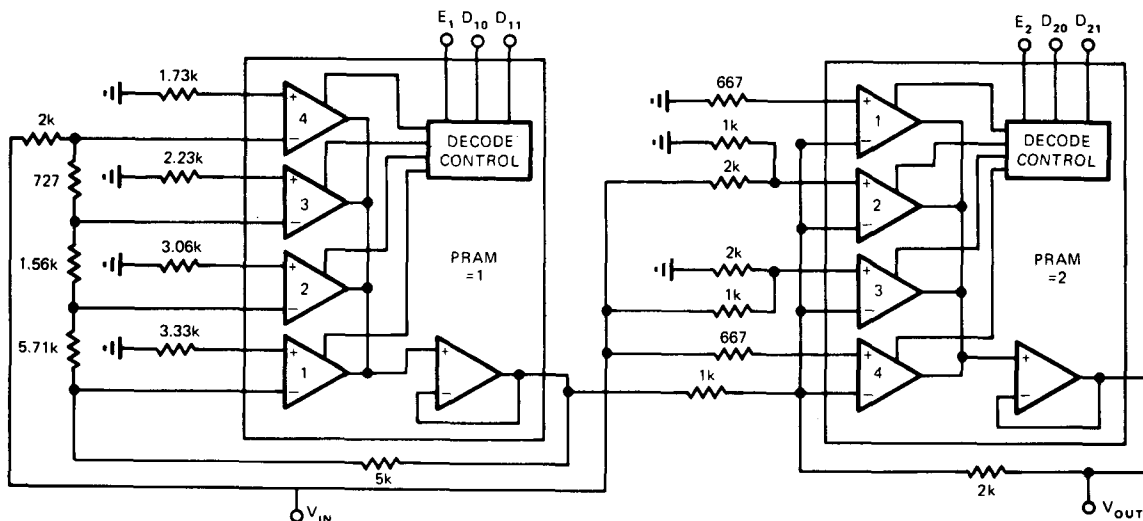 E1 D10 D11
E2 D20 D21
1.73k
+
4
−
2k
727
DECODE
CONTROL
2.23k
+
3
−
1.56k
3.06k
+
2
−
PRAM
=1
5.71k
3.33k
+
1
−
+
−
5k
VIN
667
+
1
−
1k
DECODE
CONTROL
2k
+
2
−
2k
+
3
−
1k
PRAM
=2
667
+
4
−
1k
+
−
2k
VOUT